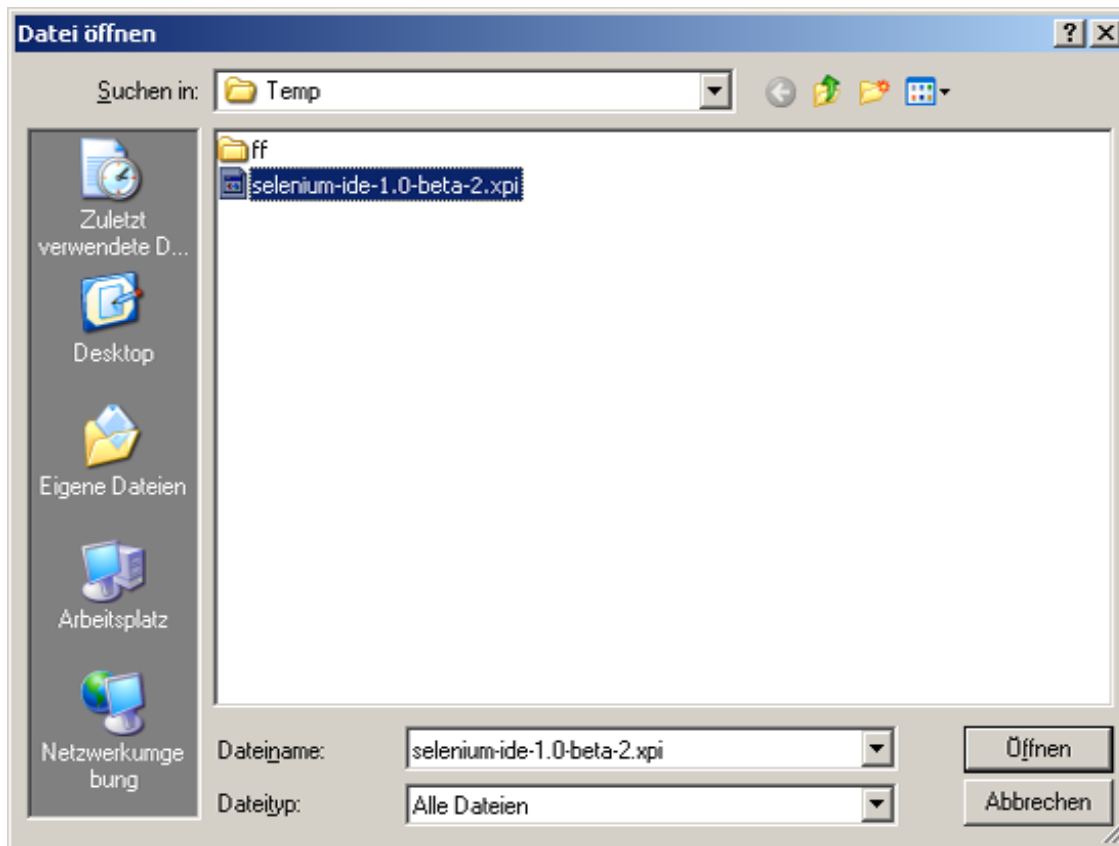 Datei öffnen
Suchen in:
Temp
ff
selenium-ide-1.0-beta-2.xpi
Zuletzt
verwendete D...
Desktop
Eigene Dateien
Arbeitsplatz
Netzwerkumge
bung
Dateiname:
selenium-ide-1.0-beta-2.xpi
Öffnen
Dateityp:
Alle Dateien
Abbrechen